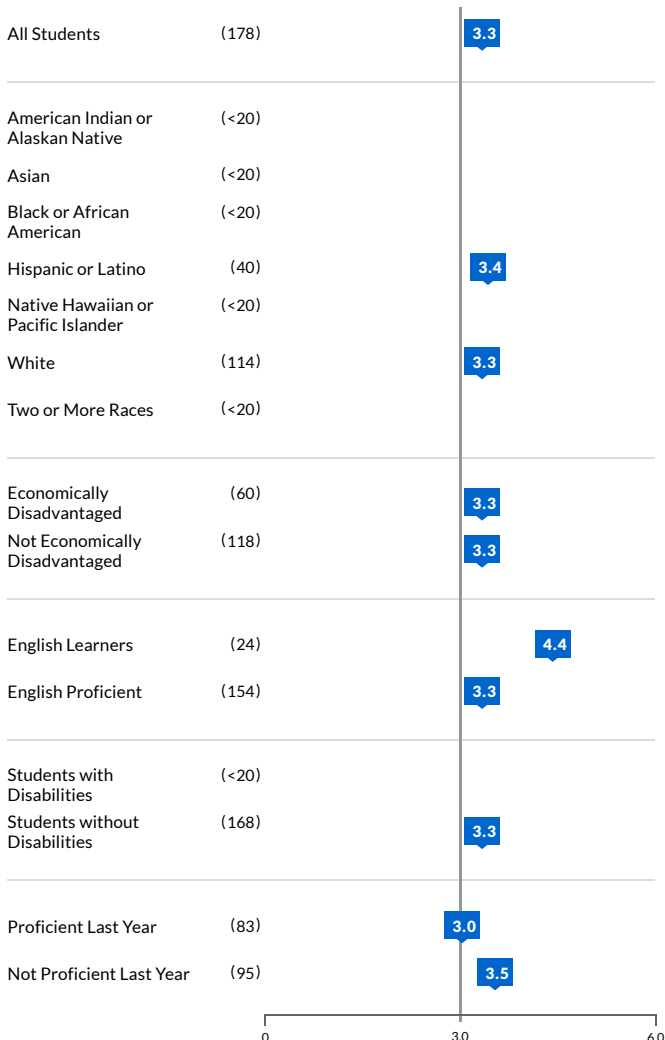 All Students (178) 3.3
American Indian or (<20)
Alaskan Native
Asian (<20)
Black or African (<20)
American
Hispanic or Latino (40) 3.4
Native Hawaiian or (<20)
Pacific Islander
White (114) 3.3
Two or More Races (<20)
Economically (60)
Disadvantaged 3.3
Not Economically (118)
Disadvantaged 3.3
English Learners (24) 4.4
English Proficient (154) 3.3
Students with (<20)
Disabilities
Students without (168)
Disabilities 3.3
Proficient Last Year (83) 3.0
Not Proficient Last Year (95) 3.5
0 3.0 6.0